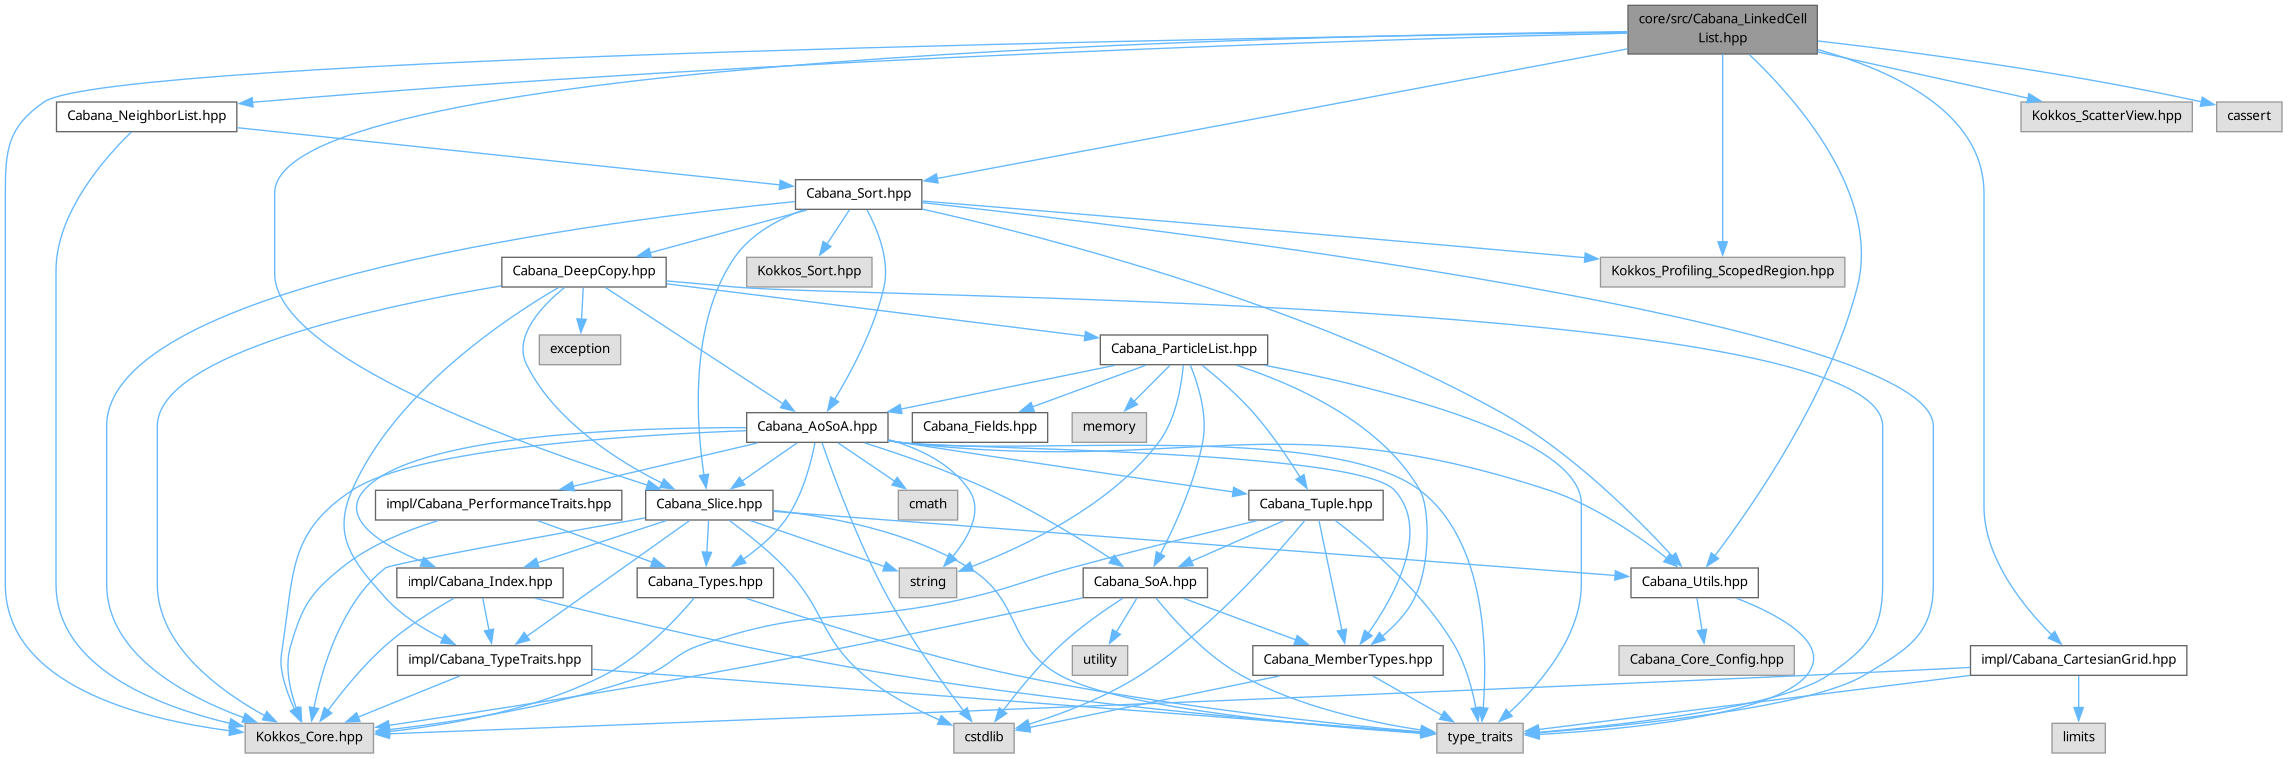 core/src/Cabana_LinkedCell
List.hpp
Cabana_NeighborList.hpp
Kokkos_ScatterView.hpp
cassert
Cabana_Sort.hpp
Cabana_DeepCopy.hpp
Kokkos_Sort.hpp
Kokkos_Profiling_ScopedRegion.hpp
exception
Cabana_ParticleList.hpp
Cabana_AoSoA.hpp
Cabana_Fields.hpp
memory
impl/Cabana_PerformanceTraits.hpp
Cabana_Slice.hpp
cmath
Cabana_Tuple.hpp
impl/Cabana_Index.hpp
Cabana_Types.hpp
string
Cabana_SoA.hpp
Cabana_Utils.hpp
impl/Cabana_TypeTraits.hpp
utility
Cabana_MemberTypes.hpp
Cabana_Core_Config.hpp
impl/Cabana_CartesianGrid.hpp
Kokkos_Core.hpp
cstdlib
type_traits
limits